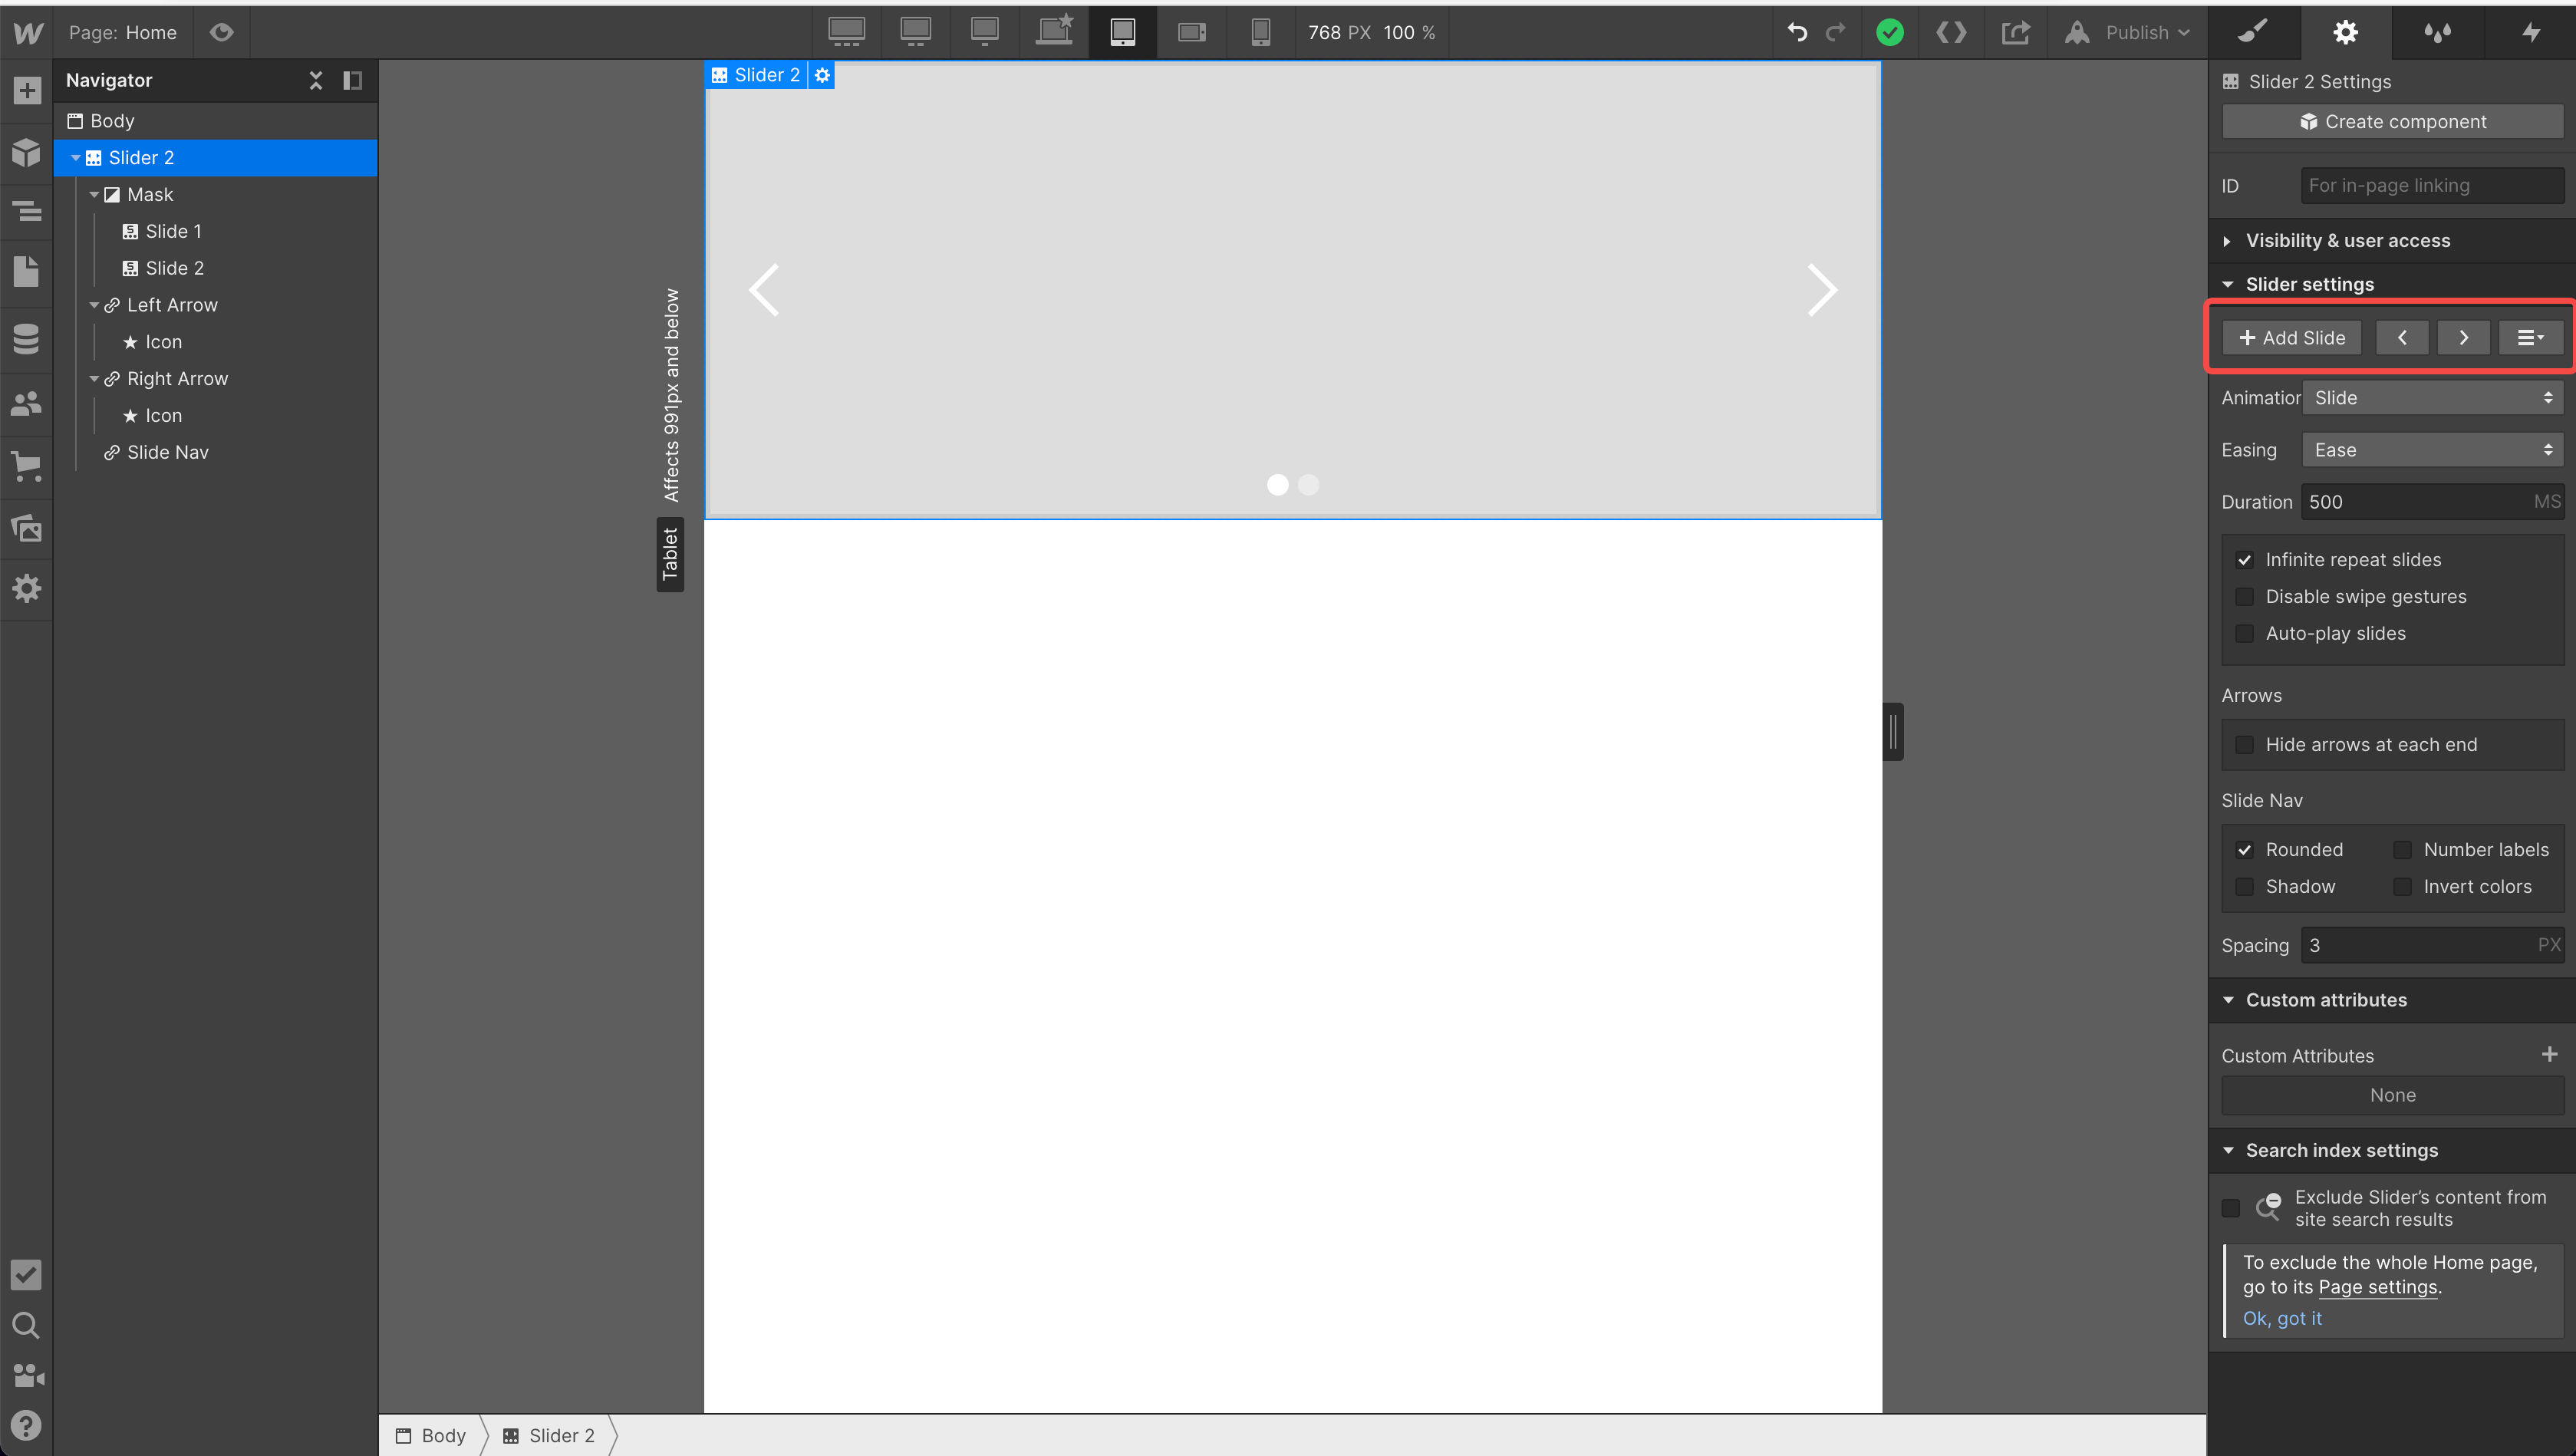 Page: Home
768 PX 100 %
Publish
Navigator
Body
Slider 2
Mask
Slide 1
Slide 2
Left Arrow
Icon
Right Arrow
Icon
Slide Nav
Slider 2
Affects 991px and below
Tablet
Body
Slider 2
Slider 2 Settings
Create component
ID
For in-page linking
Visibility & user access
Slider settings
Add Slide
Animation Slide
Easing Ease
Duration 500 MS
Infinite repeat slides
Disable swipe gestures
Auto-play slides
Arrows
Hide arrows at each end
Slide Nav
Rounded Number labels
Shadow Invert colors
Spacing 3 PX
Custom attributes
Custom Attributes
None
Search index settings
Exclude Slider’s content from
site search results
To exclude the whole Home page,
go to its Page settings.
Ok, got it